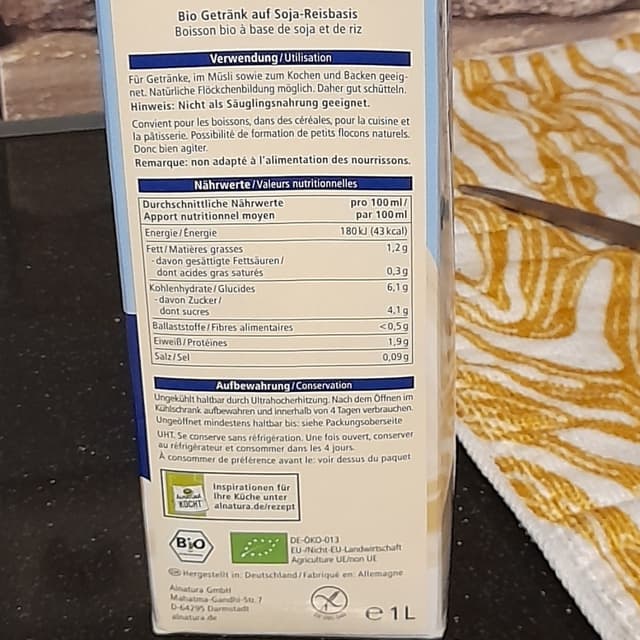 Bio Getränk auf Soja-Reisbasis
Boisson bio à base de soja et de riz
Verwendung/Utilisation
Für Getränke, im Müsli sowie zum Kochen und Backen geeig-
net. Natürliche Flöckchenbildung möglich. Daher gut schütteln.
Hinweis: Nicht als Säuglingsnahrung geeignet.
Convient pour les boissons, dans des céréales, pour la cuisine et
la pâtisserie. Possibilité de formation de petits flocons naturels.
Donc bien agiter.
Remarque: non adapté à l'alimentation des nourrissons.
Nährwerte/Valeurs nutritionnelles
Durchschnittliche Nährwerte pro 100 ml/
Apport nutritionnel moyen par 100 ml
Energie/Énergie 180 kJ (43 kcal)
Fett/Matières grasses 1,2 g
- davon gesättigte Fettsäuren/
dont acides gras saturés 0,3 g
Kohlenhydrate/Glucides 6,1 g
- davon Zucker/
dont sucres 4,1 g
Ballaststoffe/Fibres alimentaires <0,5 g
Eiweiß/Protéines 1,9 g
Salz/Sel 0,09 g
Aufbewahrung/Conservation
Ungekühlt haltbar durch Ultrahocherhitzung. Nach dem Öffnen im
Kühlschrank aufbewahren und innerhalb von 4 Tagen verbrauchen.
Ungeöffnet mindestens haltbar bis: siehe Packungsoberseite
UHT. Se conserve sans réfrigération. Une fois ouvert, conserver
au réfrigérateur et consommer dans les 4 jours.
À consommer de préférence avant le: voir dessus du paquet
Alnatura
KOCHT
Inspirationen für
Ihre Küche unter
alnatura.de/rezept
Bio
DE-ÖKO-013
EU-/Nicht-EU-Landwirtschaft
Agriculture UE/non UE
Hergestellt in: Deutschland/Fabriqué en: Allemagne
Alnatura GmbH
Mahatma-Gandhi-Str. 7
D-64295 Darmstadt
alnatura.de
e 1L